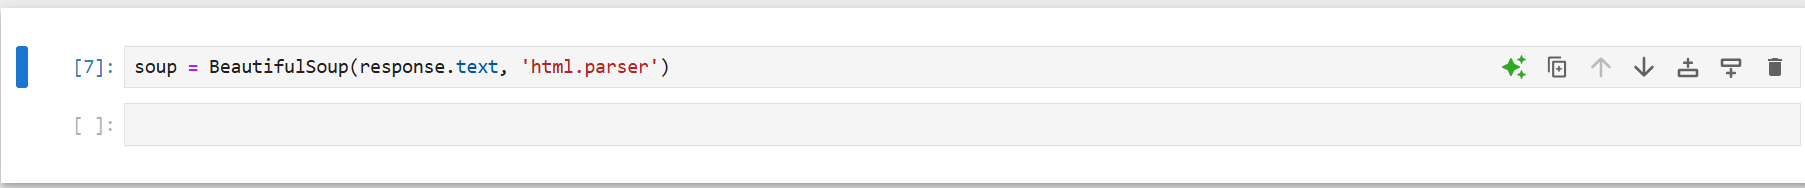 [7]: soup = BeautifulSoup(response.text, 'html.parser')
[ ]: